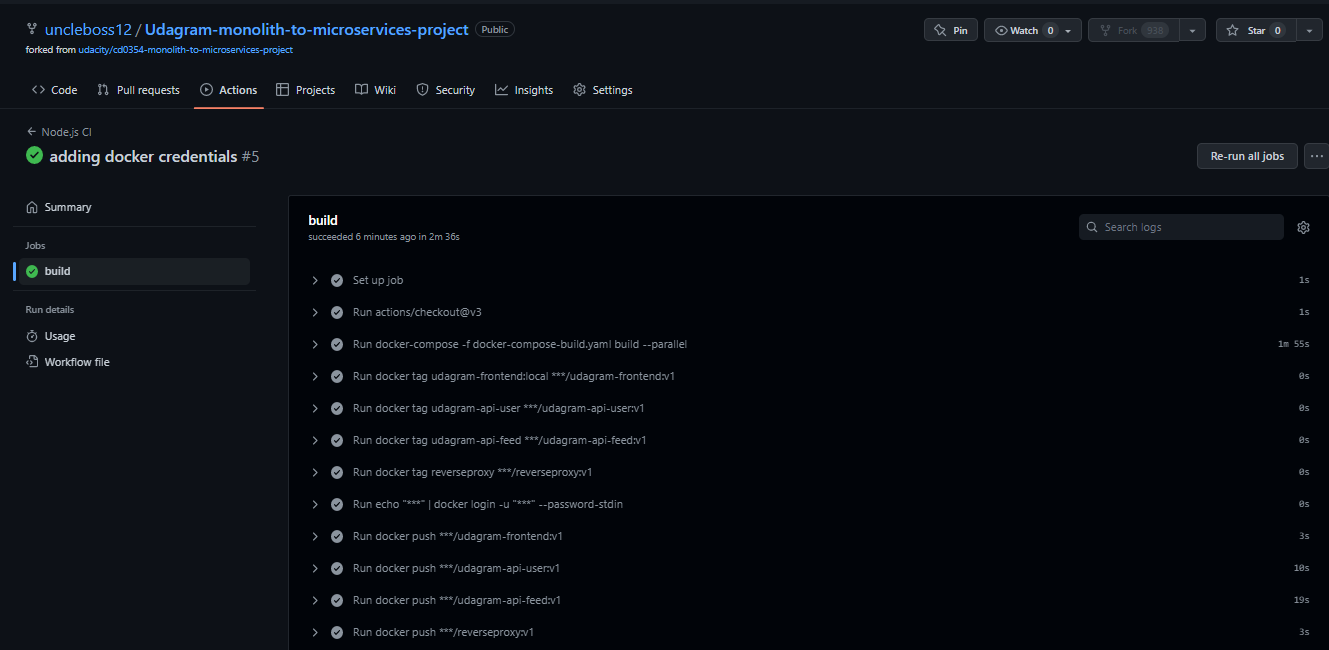 uncleboss12 / Udagram-monolith-to-microservices-project Public
Pin Watch 0 Fork 938 Star 0
forked from udacity/cd0354-monolith-to-microservices-project
Code Pull requests Actions Projects Wiki Security Insights Settings
Node.js CI
adding docker credentials #5
Re-run all jobs
Summary
Jobs
build
Run details
Usage
Workflow file
build
succeeded 6 minutes ago in 2m 36s
Search logs
Set up job 1s
Run actions/checkout@v3 1s
Run docker-compose -f docker-compose-build.yaml build --parallel 1m 55s
Run docker tag udagram-frontend:local ***/udagram-frontend:v1 0s
Run docker tag udagram-api-user ***/udagram-api-user:v1 0s
Run docker tag udagram-api-feed ***/udagram-api-feed:v1 0s
Run docker tag reverseproxy ***/reverseproxy:v1 0s
Run echo "***" | docker login -u "***" --password-stdin 0s
Run docker push ***/udagram-frontend:v1 3s
Run docker push ***/udagram-api-user:v1 10s
Run docker push ***/udagram-api-feed:v1 19s
Run docker push ***/reverseproxy:v1 3s